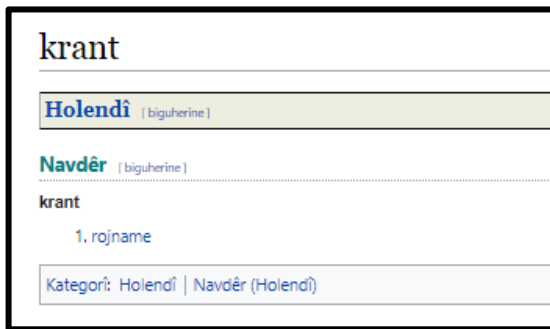 krant
Holendî [ biguherîne ]
Navdêr [ biguherîne ]
krant
1. rojname
Kategorî: Holendî | Navdêr (Holendî)